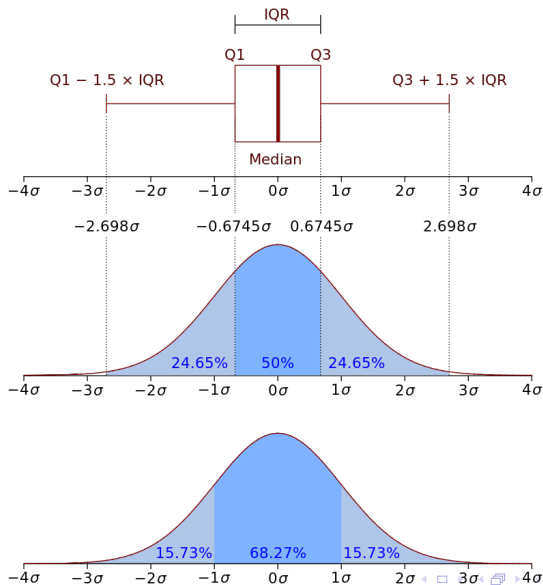 IQR
Q1 Q3
Q1 − 1.5 × IQR Q3 + 1.5 × IQR
Median
−4σ −3σ −2σ −1σ 0σ 1σ 2σ 3σ 4σ
−2.698σ −0.6745σ 0.6745σ 2.698σ
24.65% 50% 24.65%
−4σ −3σ −2σ −1σ 0σ 1σ 2σ 3σ 4σ
15.73% 68.27% 15.73%
−4σ −3σ −2σ −1σ 0σ 1σ 2σ 3σ 4σ